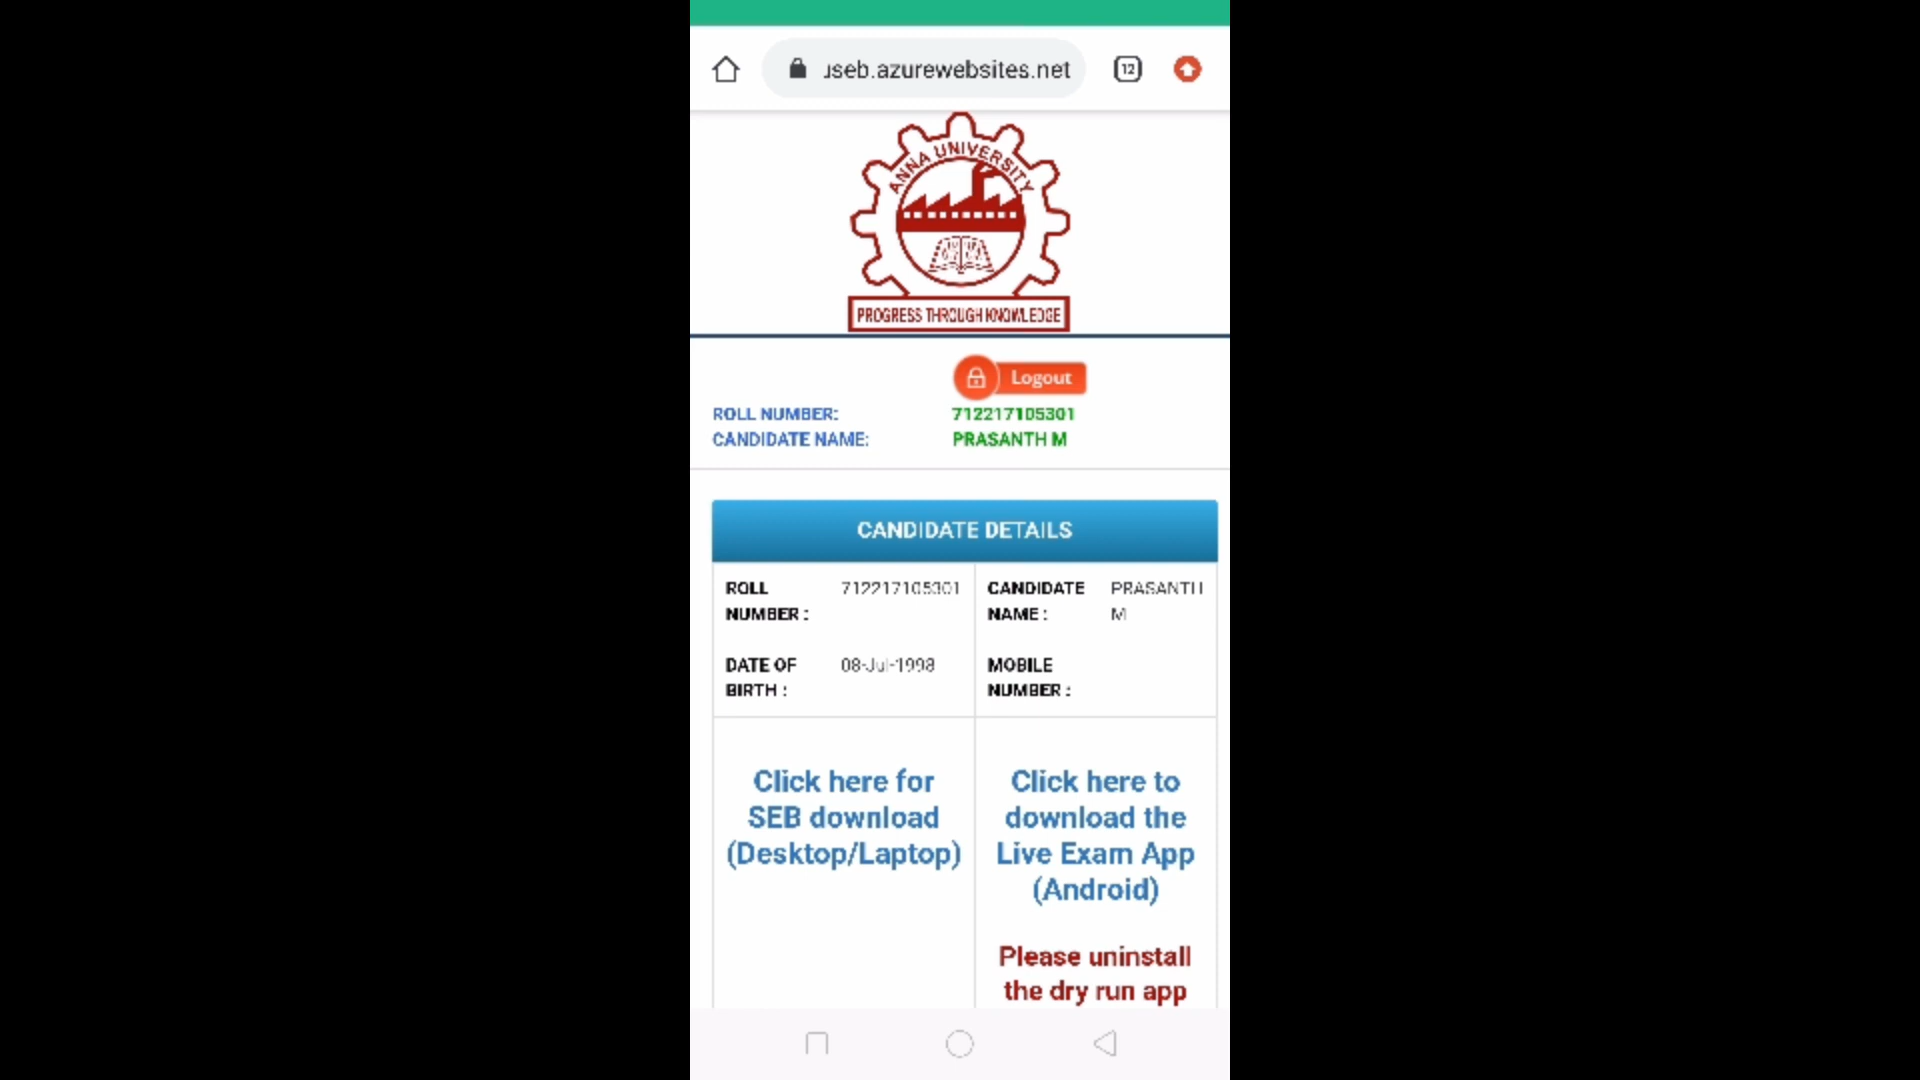 useb.azurewebsites.net
12
ANNA UNIVERSITY
PROGRESS THROUGH KNOWLEDGE
Logout
ROLL NUMBER: 712217105301
CANDIDATE NAME: PRASANTH M
CANDIDATE DETAILS
ROLL 712217105301 CANDIDATE PRASANTH
NUMBER : NAME : M
DATE OF 08-Jul-1998 MOBILE
BIRTH : NUMBER :
Click here for
SEB download
(Desktop/Laptop)
Click here to
download the
Live Exam App
(Android)
Please uninstall
the dry run app